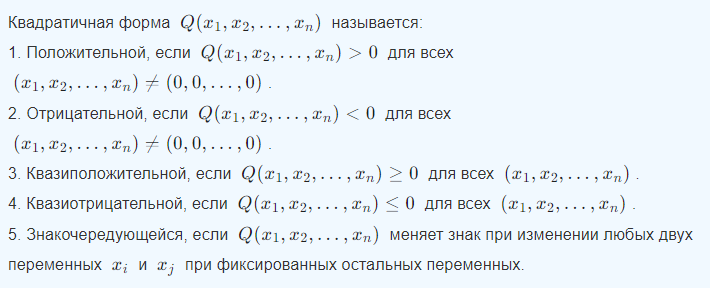 Квадратичная форма Q(x₁, x₂, . . . , xₙ) называется:
1. Положительной, если Q(x₁, x₂, . . . , xₙ) > 0 для всех
(x₁, x₂, . . . , xₙ) ≠ (0, 0, . . . , 0) .
2. Отрицательной, если Q(x₁, x₂, . . . , xₙ) < 0 для всех
(x₁, x₂, . . . , xₙ) ≠ (0, 0, . . . , 0) .
3. Квазиположительной, если Q(x₁, x₂, . . . , xₙ) ≥ 0 для всех (x₁, x₂, . . . , xₙ) .
4. Квазиотрицательной, если Q(x₁, x₂, . . . , xₙ) ≤ 0 для всех (x₁, x₂, . . . , xₙ) .
5. Знакочередующейся, если Q(x₁, x₂, . . . , xₙ) меняет знак при изменении любых двух
переменных xᵢ и xⱼ при фиксированных остальных переменных.